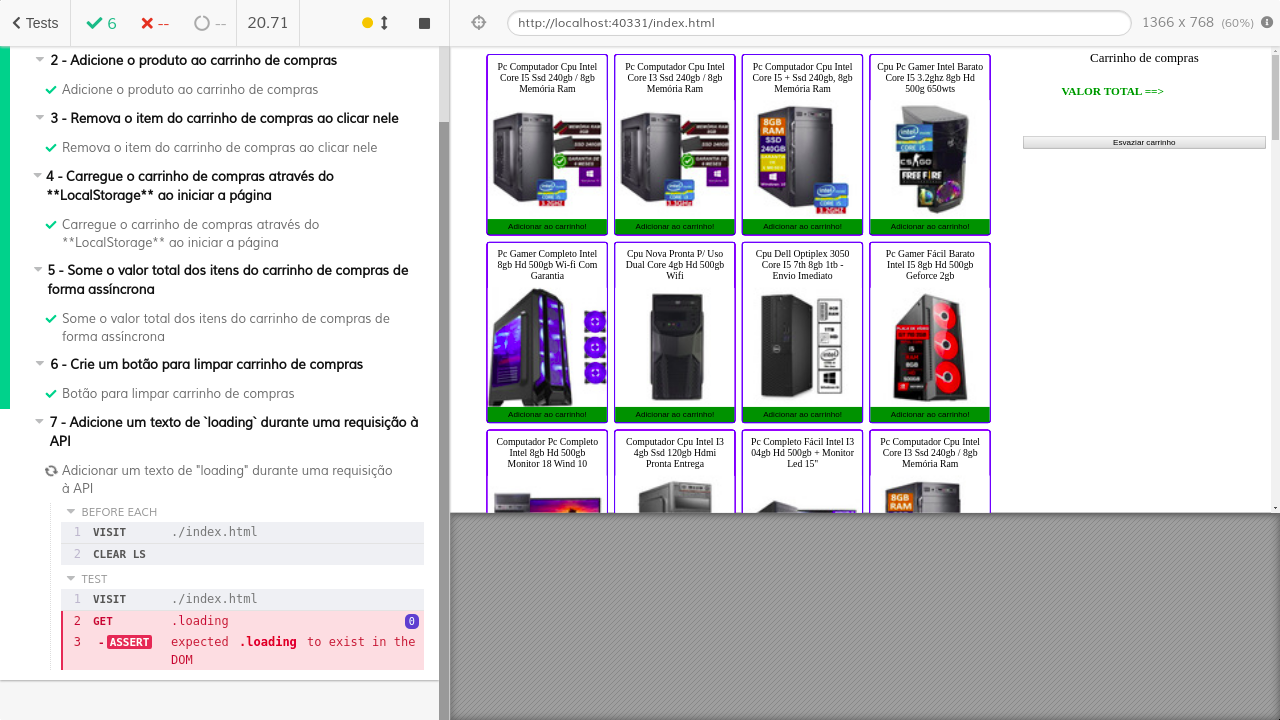 Tests 6 -- -- 20.71
http://localhost:40331/index.html 1366 x 768 (60%)
2 - Adicione o produto ao carrinho de compras
Adicione o produto ao carrinho de compras
3 - Remova o item do carrinho de compras ao clicar nele
Remova o item do carrinho de compras ao clicar nele
4 - Carregue o carrinho de compras através do
**LocalStorage** ao iniciar a página
Carregue o carrinho de compras através do
**LocalStorage** ao iniciar a página
5 - Some o valor total dos itens do carrinho de compras de
forma assíncrona
Some o valor total dos itens do carrinho de compras de
forma assíncrona
6 - Crie um botão para limpar carrinho de compras
Botão para limpar carrinho de compras
7 - Adicione um texto de `loading` durante uma requisição à
API
Adicionar um texto de "loading" durante uma requisição
à API
BEFORE EACH
1 VISIT ./index.html
2 CLEAR LS
TEST
1 VISIT ./index.html
2 GET .loading 0
3 - ASSERT expected .loading to exist in the
DOM
Pc Computador Cpu Intel
Core I5 Ssd 240gb / 8gb
Memória Ram
Adicionar ao carrinho!
Pc Computador Cpu Intel
Core I3 Ssd 240gb / 8gb
Memória Ram
Adicionar ao carrinho!
Pc Computador Cpu Intel
Core I5 + Ssd 240gb, 8gb
Memória Ram
8GB
RAM
SSD
240GB
Adicionar ao carrinho!
Cpu Pc Gamer Intel Barato
Core I5 3.2ghz 8gb Hd
500g 650wts
intel
CORE i5
CS:GO
FREE FIRE
Adicionar ao carrinho!
Pc Gamer Completo Intel
8gb Hd 500gb Wi-fi Com
Garantia
Adicionar ao carrinho!
Cpu Nova Pronta P/ Uso
Dual Core 4gb Hd 500gb
Wifi
Adicionar ao carrinho!
Cpu Dell Optiplex 3050
Core I5 7th 8gb 1tb -
Envio Imediato
Adicionar ao carrinho!
Pc Gamer Fácil Barato
Intel I5 8gb Hd 500gb
Geforce 2gb
Adicionar ao carrinho!
Computador Pc Completo
Intel 8gb Hd 500gb
Monitor 18 Wind 10
Computador Cpu Intel I3
4gb Ssd 120gb Hdmi
Pronta Entrega
Pc Completo Fácil Intel I3
04gb Hd 500gb + Monitor
Led 15"
Pc Computador Cpu Intel
Core I3 Ssd 240gb / 8gb
Memória Ram
8GB
RAM
SSD
Carrinho de compras
VALOR TOTAL ==>
Esvaziar carrinho